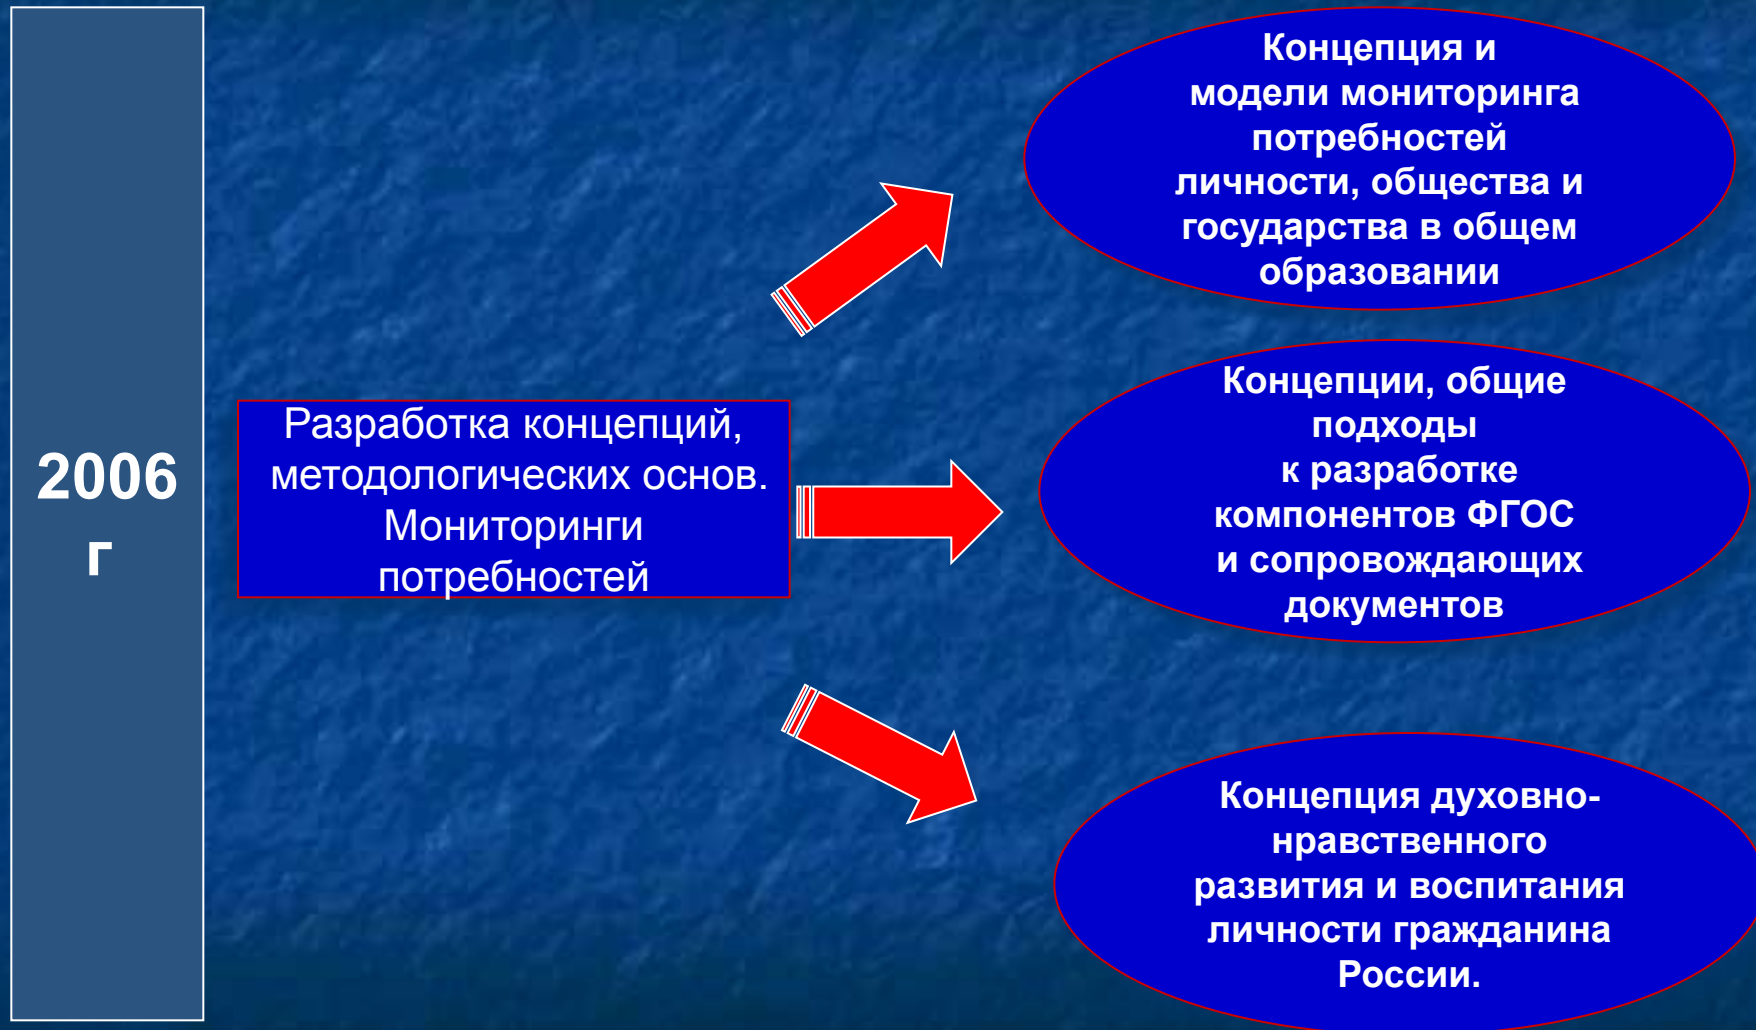 2006
г
Разработка концепций,
методологических основ.
Мониторинги
потребностей
Концепция и
модели мониторинга
потребностей
личности, общества и
государства в общем
образовании
Концепции, общие
подходы
к разработке
компонентов ФГОС
и сопровождающих
документов
Концепция духовно-
нравственного
развития и воспитания
личности гражданина
России.